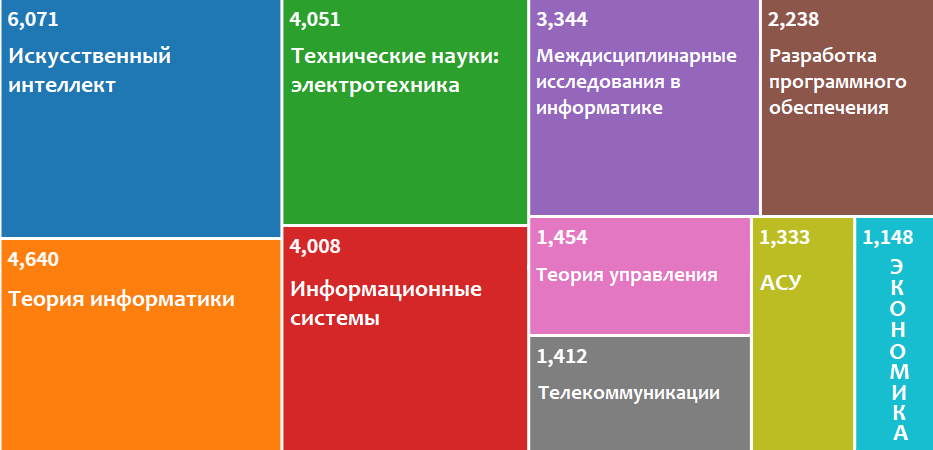 6,071
Искусственный
интеллект
4,640
Теория информатики
4,051
Технические науки:
электротехника
4,008
Информационные
системы
3,344
Междисциплинарные
исследования в
информатике
2,238
Разработка
программного
обеспечения
1,454
Теория управления
1,412
Телекоммуникации
1,333
АСУ
1,148
ЭКОНОМИКА